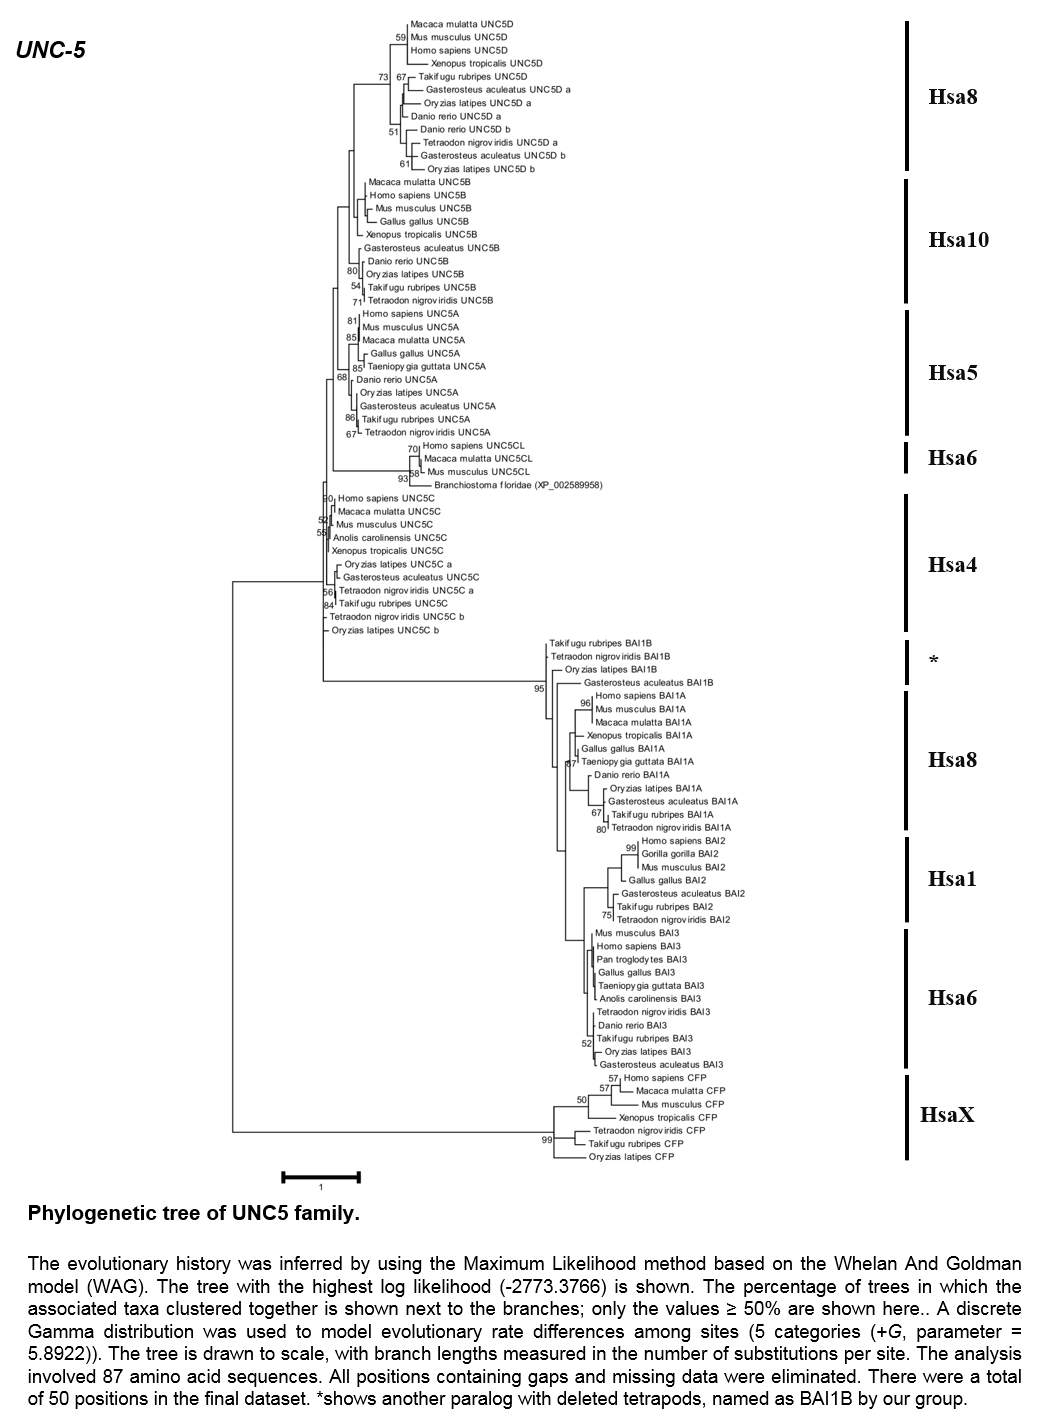 UNC-5
Macaca mulatta UNC5D
59
Mus musculus UNC5D
Homo sapiens UNC5D
Xenopus tropicalis UNC5D
73
67
Takifugu rubripes UNC5D
Gasterosteus aculeatus UNC5D a
Hsa8
Oryzias latipes UNC5D a
Danio rerio UNC5D a
51
Danio rerio UNC5D b
Tetraodon nigroviridis UNC5D a
Gasterosteus aculeatus UNC5D b
61
Oryzias latipes UNC5D b
Macaca mulatta UNC5B
Homo sapiens UNC5B
Mus musculus UNC5B
Gallus gallus UNC5B
Xenopus tropicalis UNC5B
Hsa10
Gasterosteus aculeatus UNC5B
Danio rerio UNC5B
80
Oryzias latipes UNC5B
54
Takifugu rubripes UNC5B
71
Tetraodon nigroviridis UNC5B
Homo sapiens UNC5A
81
Mus musculus UNC5A
85
Macaca mulatta UNC5A
Gallus gallus UNC5A
85
Taeniopygia guttata UNC5A
Hsa5
68
Danio rerio UNC5A
Oryzias latipes UNC5A
Gasterosteus aculeatus UNC5A
86
Takifugu rubripes UNC5A
67
Tetraodon nigroviridis UNC5A
70
Homo sapiens UNC5CL
Macaca mulatta UNC5CL
Hsa6
58
Mus musculus UNC5CL
93
Branchiostoma floridae (XP_002589958)
90
Homo sapiens UNC5C
Macaca mulatta UNC5C
52
Mus musculus UNC5C
55
Anolis carolinensis UNC5C
Xenopus tropicalis UNC5C
Oryzias latipes UNC5C a
Hsa4
Gasterosteus aculeatus UNC5C
56
Tetraodon nigroviridis UNC5C a
84
Takifugu rubripes UNC5C
Tetraodon nigroviridis UNC5C b
Oryzias latipes UNC5C b
Takifugu rubripes BAI1B
Tetraodon nigroviridis BAI1B
*
Oryzias latipes BAI1B
95
Gasterosteus aculeatus BAI1B
Homo sapiens BAI1A
96
Mus musculus BAI1A
Macaca mulatta BAI1A
Xenopus tropicalis BAI1A
Gallus gallus BAI1A
87
Taeniopygia guttata BAI1A
Hsa8
Danio rerio BAI1A
Oryzias latipes BAI1A
Gasterosteus aculeatus BAI1A
67
Takifugu rubripes BAI1A
80
Tetraodon nigroviridis BAI1A
Homo sapiens BAI2
99
Gorilla gorilla BAI2
Mus musculus BAI2
Gallus gallus BAI2
Hsa1
Gasterosteus aculeatus BAI2
Takifugu rubripes BAI2
75
Tetraodon nigroviridis BAI2
Mus musculus BAI3
Homo sapiens BAI3
Pan troglodytes BAI3
Gallus gallus BAI3
Taeniopygia guttata BAI3
Anolis carolinensis BAI3
Hsa6
Tetraodon nigroviridis BAI3
Danio rerio BAI3
Takifugu rubripes BAI3
52
Oryzias latipes BAI3
Gasterosteus aculeatus BAI3
57
Homo sapiens CFP
57
Macaca mulatta CFP
50
Mus musculus CFP
Xenopus tropicalis CFP
HsaX
Tetraodon nigroviridis CFP
99
Takifugu rubripes CFP
Oryzias latipes CFP
1
Phylogenetic tree of UNC5 family.
The evolutionary history was inferred by using the Maximum Likelihood method based on the Whelan And Goldman
model (WAG). The tree with the highest log likelihood (-2773.3766) is shown. The percentage of trees in which the
associated taxa clustered together is shown next to the branches; only the values ≥ 50% are shown here.. A discrete
Gamma distribution was used to model evolutionary rate differences among sites (5 categories (+G, parameter =
5.8922)). The tree is drawn to scale, with branch lengths measured in the number of substitutions per site. The analysis
involved 87 amino acid sequences. All positions containing gaps and missing data were eliminated. There were a total
of 50 positions in the final dataset. *shows another paralog with deleted tetrapods, named as BAI1B by our group.